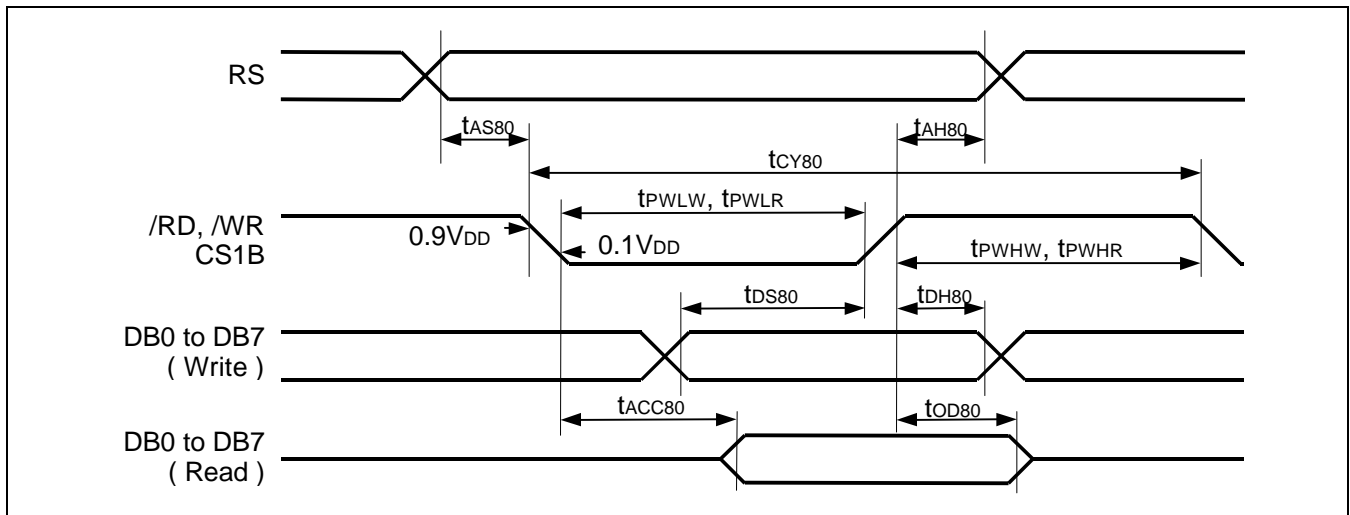 RS
tAS80
tAH80
tCY80
/RD, /WR
CS1B
tPWLW, tPWLR
0.9VDD
0.1VDD
tPWHW, tPWHR
tDS80
tDH80
DB0 to DB7
( Write )
tACC80
tOD80
DB0 to DB7
( Read )